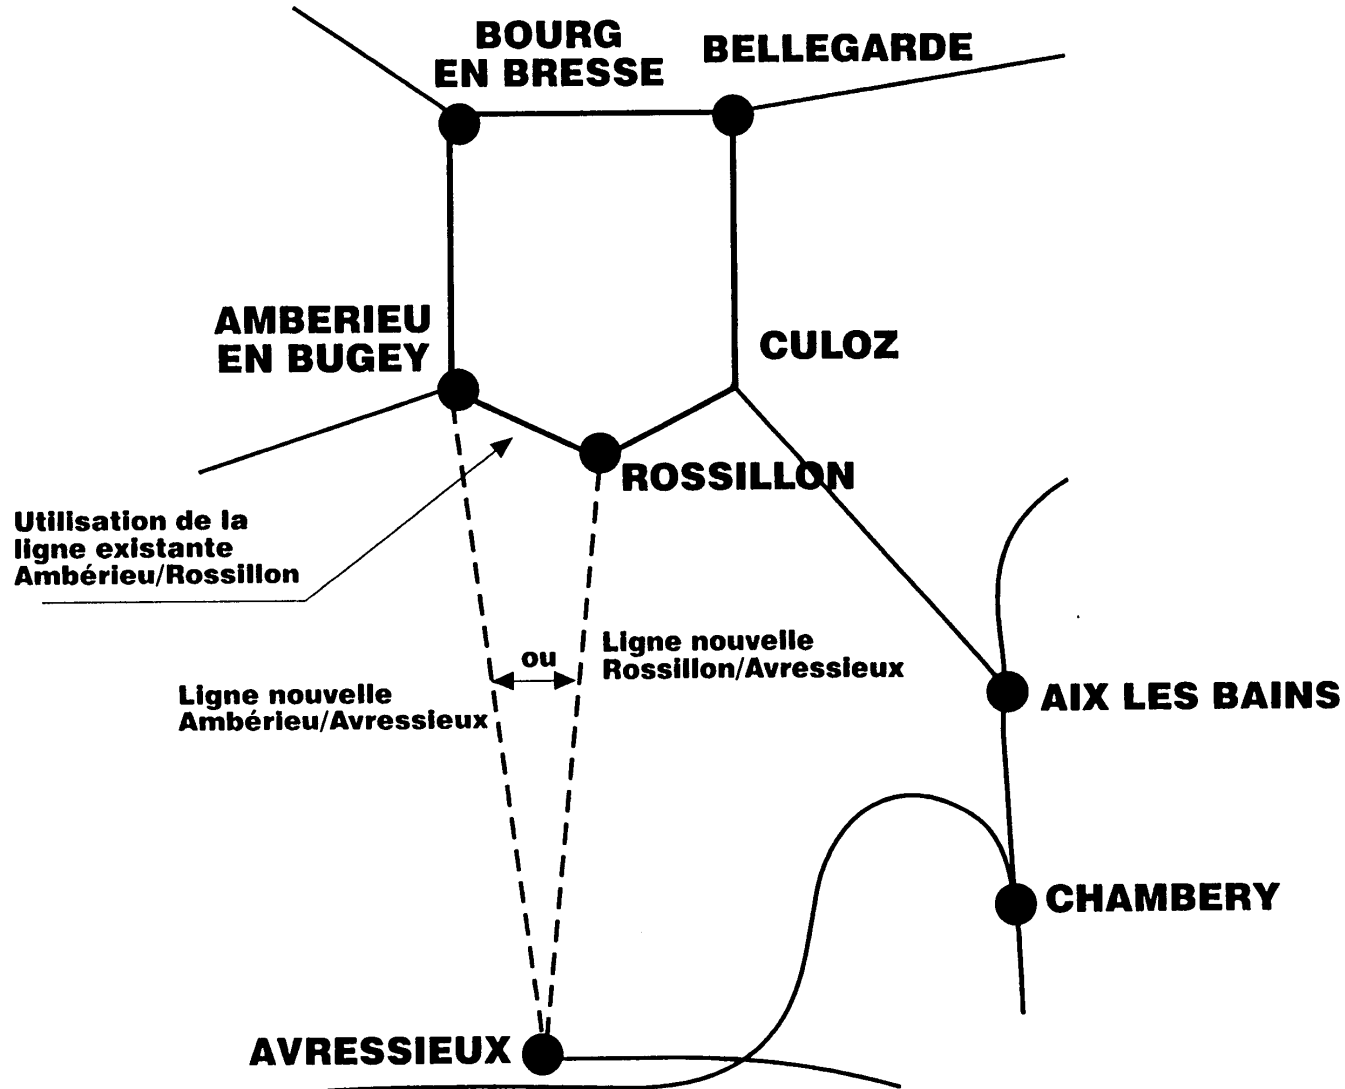 BOURG
EN BRESSE
BELLEGARDE
AMBERIEU
EN BUGEY
CULOZ
ROSSILLON
Utilisation de la
ligne existante
Ambérieu/Rossillon
ou
Ligne nouvelle
Rossillon/Avressieux
Ligne nouvelle
Ambérieu/Avressieux
AIX LES BAINS
CHAMBERY
AVRESSIEUX